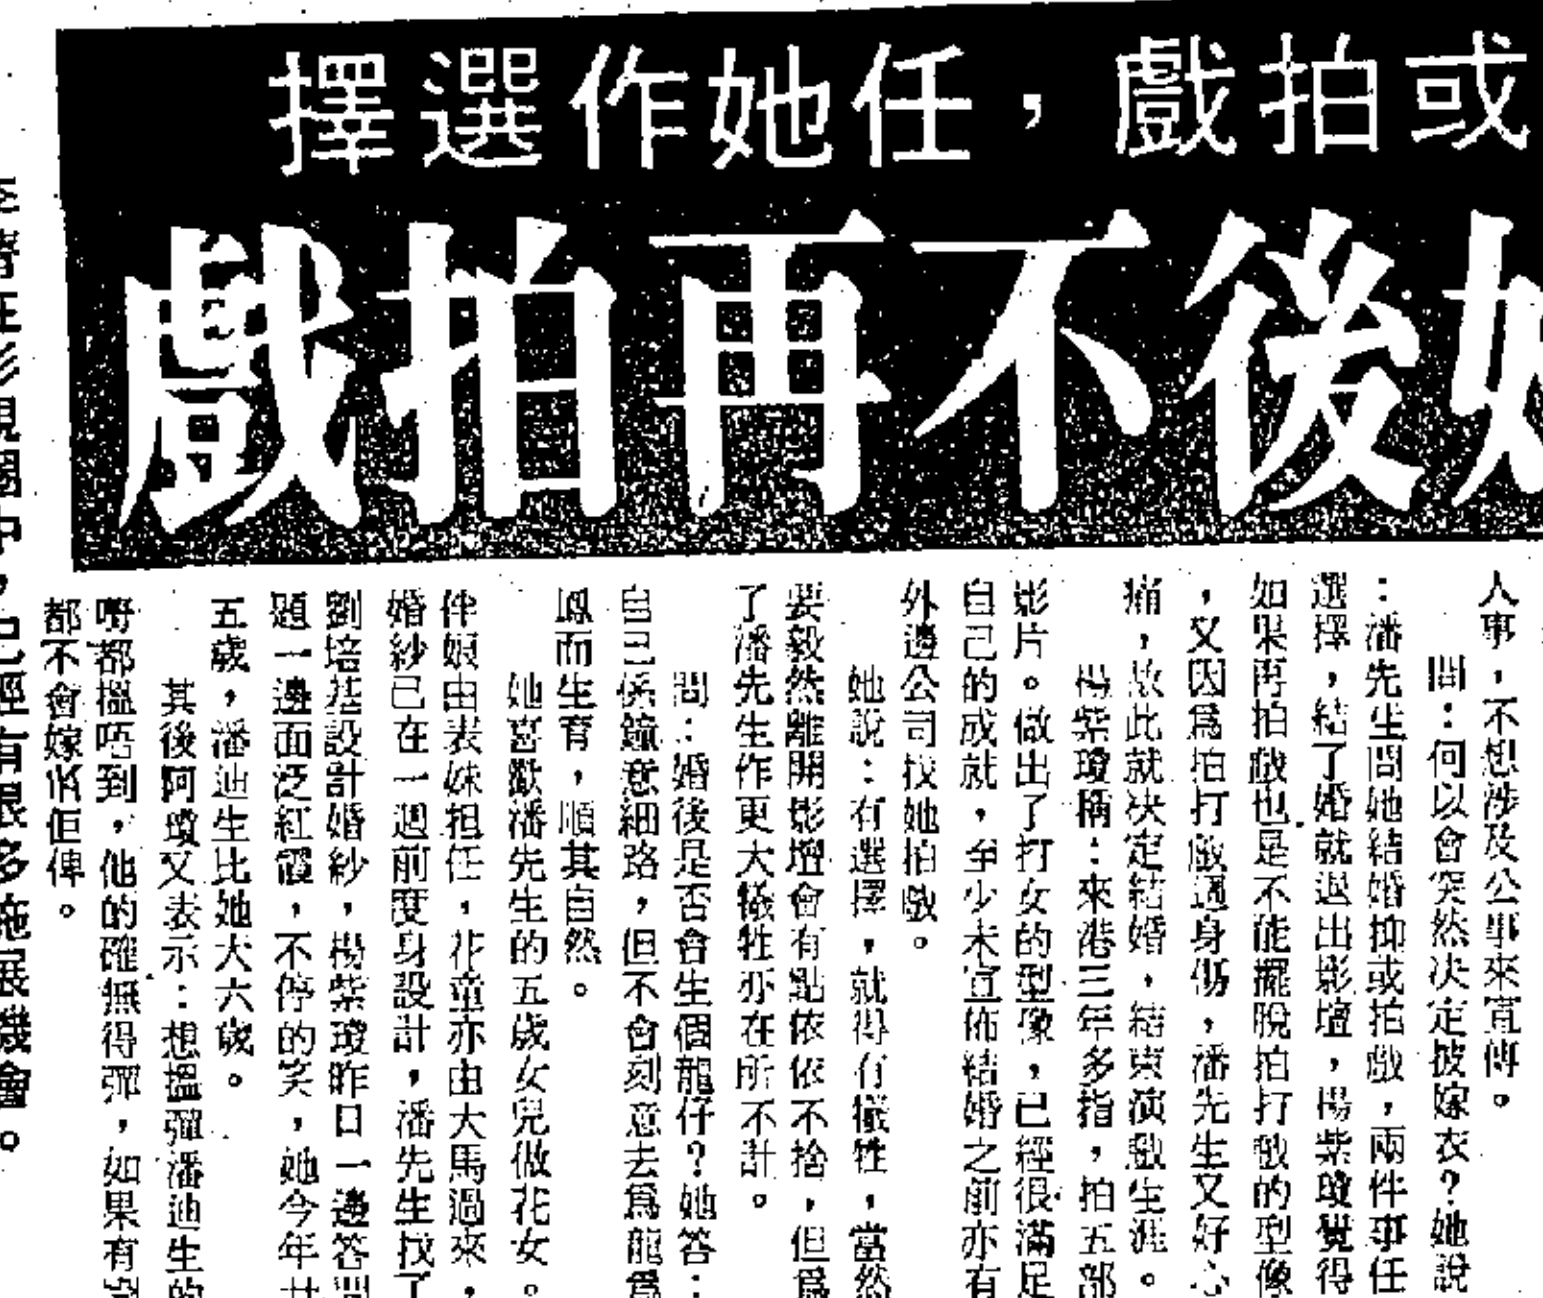 或拍戲，任她作選擇
後不再拍戲
人事，不想涉及公事來宣傳。
問：何以會突然决定披嫁衣？她說
：潘先生問她結婚抑或拍戲，兩件事任
選擇，結了婚就退出影壇，楊紫瓊覺得
如果再拍戲也是不能擺脫拍打戲的型像
，又因爲拍打戲過身傷，潘先生又好心
痛，故此就决定結婚，結束演戲生涯。
楊紫瓊稱：來港三年多指，拍五部
影片。做出了打女的型像，已經很滿足
自己的成就，至少未宣佈結婚之前亦有
外邊公司找她拍戲。
她說：有選擇，就得有犧牲，當然
要毅然離開影壇會有點依依不捨，但爲
了潘先生作更大犧牲亦在所不計。
問：婚後是否會生個龍仔？她答：
自己係鐘意細路，但不會刻意去爲龍爲
鳳而生育，順其自然。
她喜歡潘先生的五歲女兒做花女。
伴娘由表妹担任，花童亦由大馬過來，
婚紗已在一週前度身設計，潘先生找了
劉培基設計婚紗，楊紫瓊昨日一邊答問
題一邊面泛紅霞，不停的笑，她今年廿
五歲，潘迪生比她大六歲。
其後阿瓊又表示：想搵彈潘迪生的
嘢都搵唔到，他的確無得彈，如果有
都不會嫁俾佢俾。
在影視圈中，已經有很多施展機會。